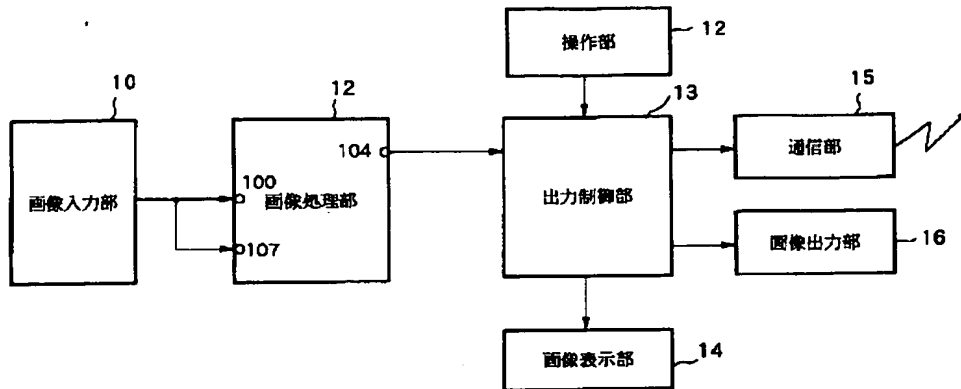 操作部
12
10
12
13
15
104
通信部
100
画像入力部
画像処理部
出力制御部
107
画像出力部
16
画像表示部
14